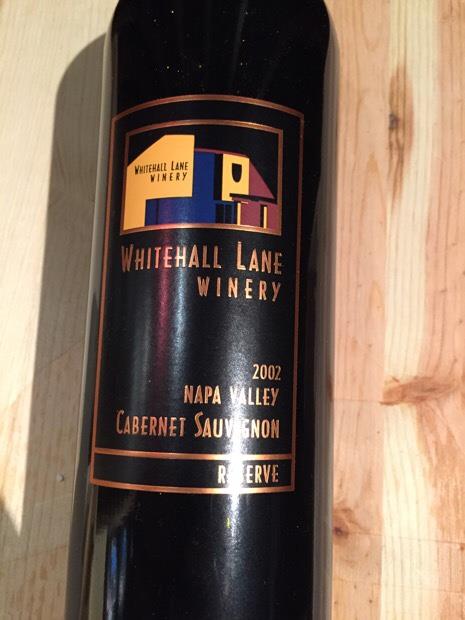 WHITEHALL LANE
WINERY
WHITEHALL LANE
WINERY
2002
NAPA VALLEY
CABERNET SAUVIGNON
RESERVE